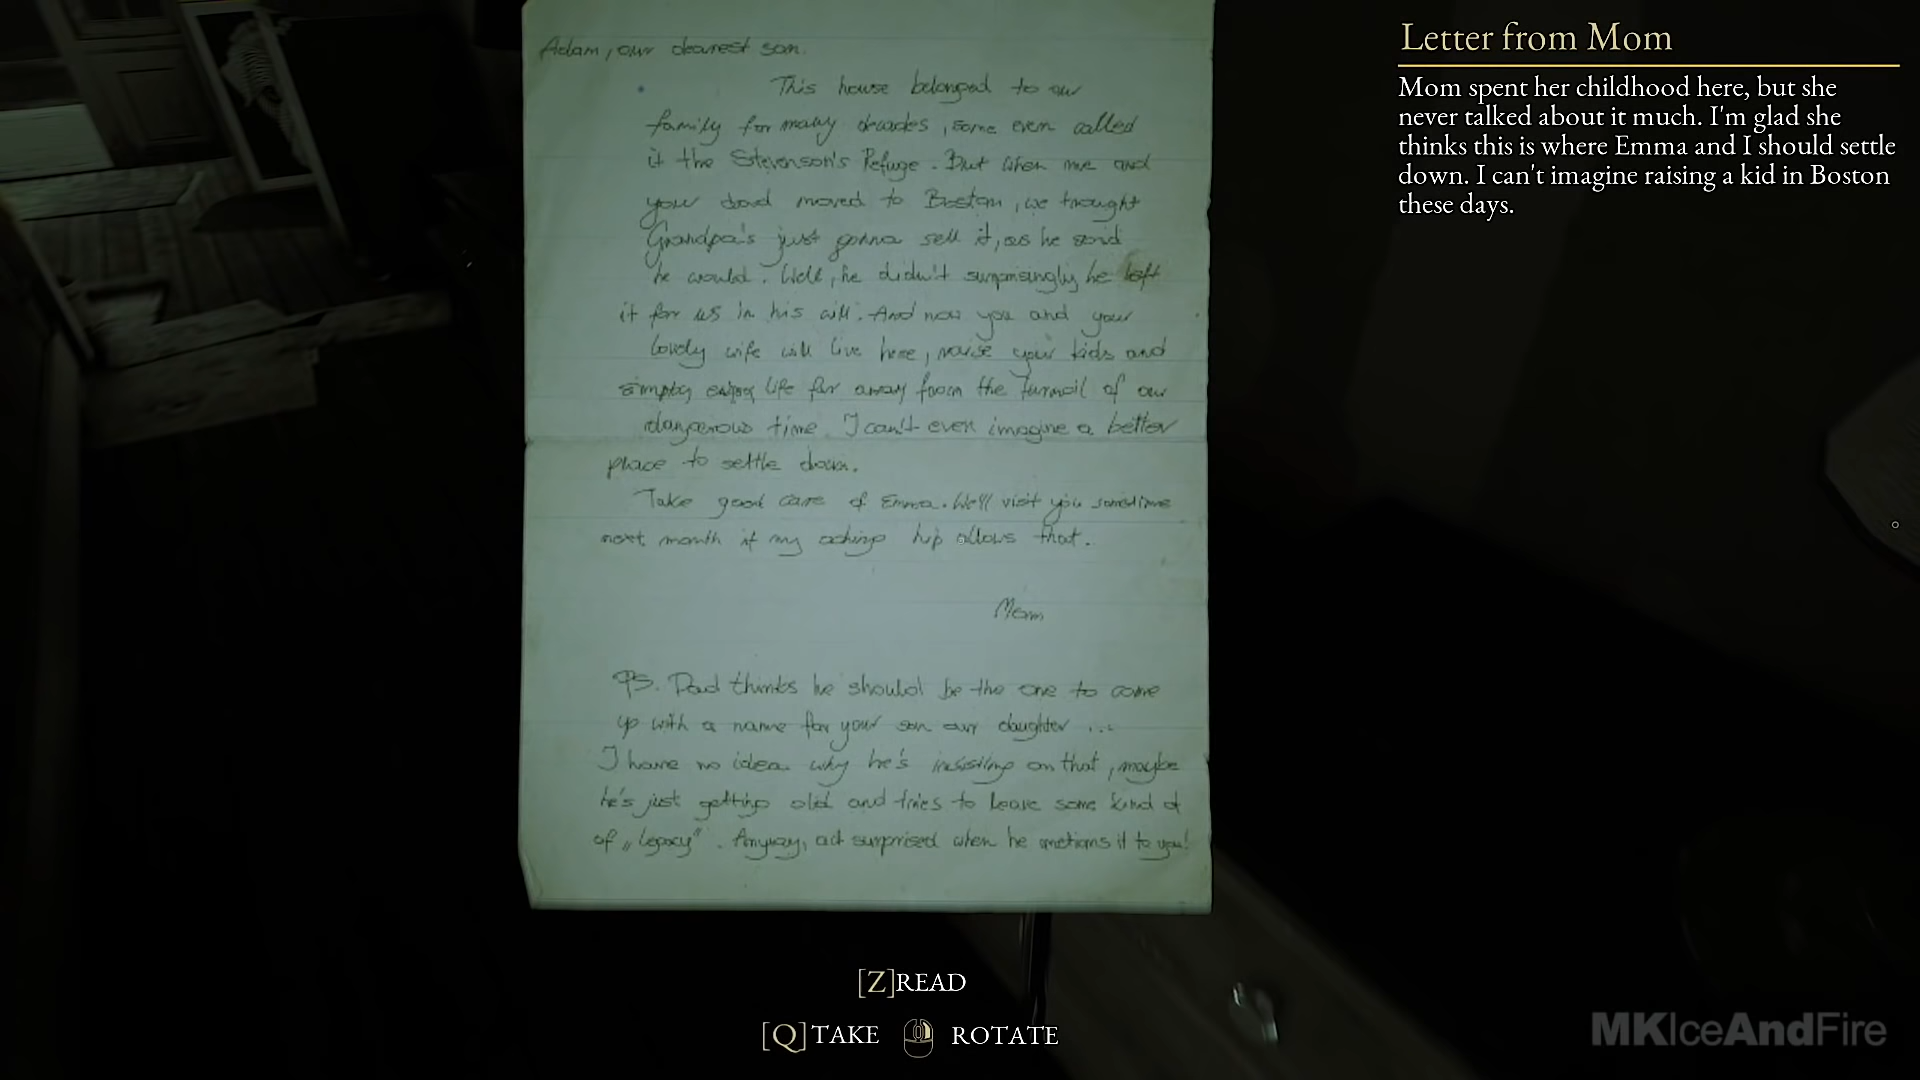 Adam, our dearest son.
This house belonged to our
family for many decades, some even called
it the Stevenson's Refuge. But when me and
your dad moved to Boston, we thought
Grandpa's just gonna sell it, as he said
he would. Well, he didn't surprisingly he left
it for us in his will. And now you and your
lovely wife will live here, raise your kids and
simply enjoy life far away from the turmoil of our
dangerous time. I can't even imagine a better
place to settle down.
Take good care of Emma. We'll visit you sometime
next month if my aching hip allows that.
Mom
PS. Dad thinks he should be the one to come
up with a name for your son our daughter ...
I have no idea why he's insisting on that, maybe
he's just getting old and tries to leave some kind of
of „legacy". Anyway, act surprised when he metions it to you!
Letter from Mom
Mom spent her childhood here, but she
never talked about it much. I'm glad she
thinks this is where Emma and I should settle
down. I can't imagine raising a kid in Boston
these days.
[Z]READ
[Q]TAKE ROTATE
MKIceAndFire